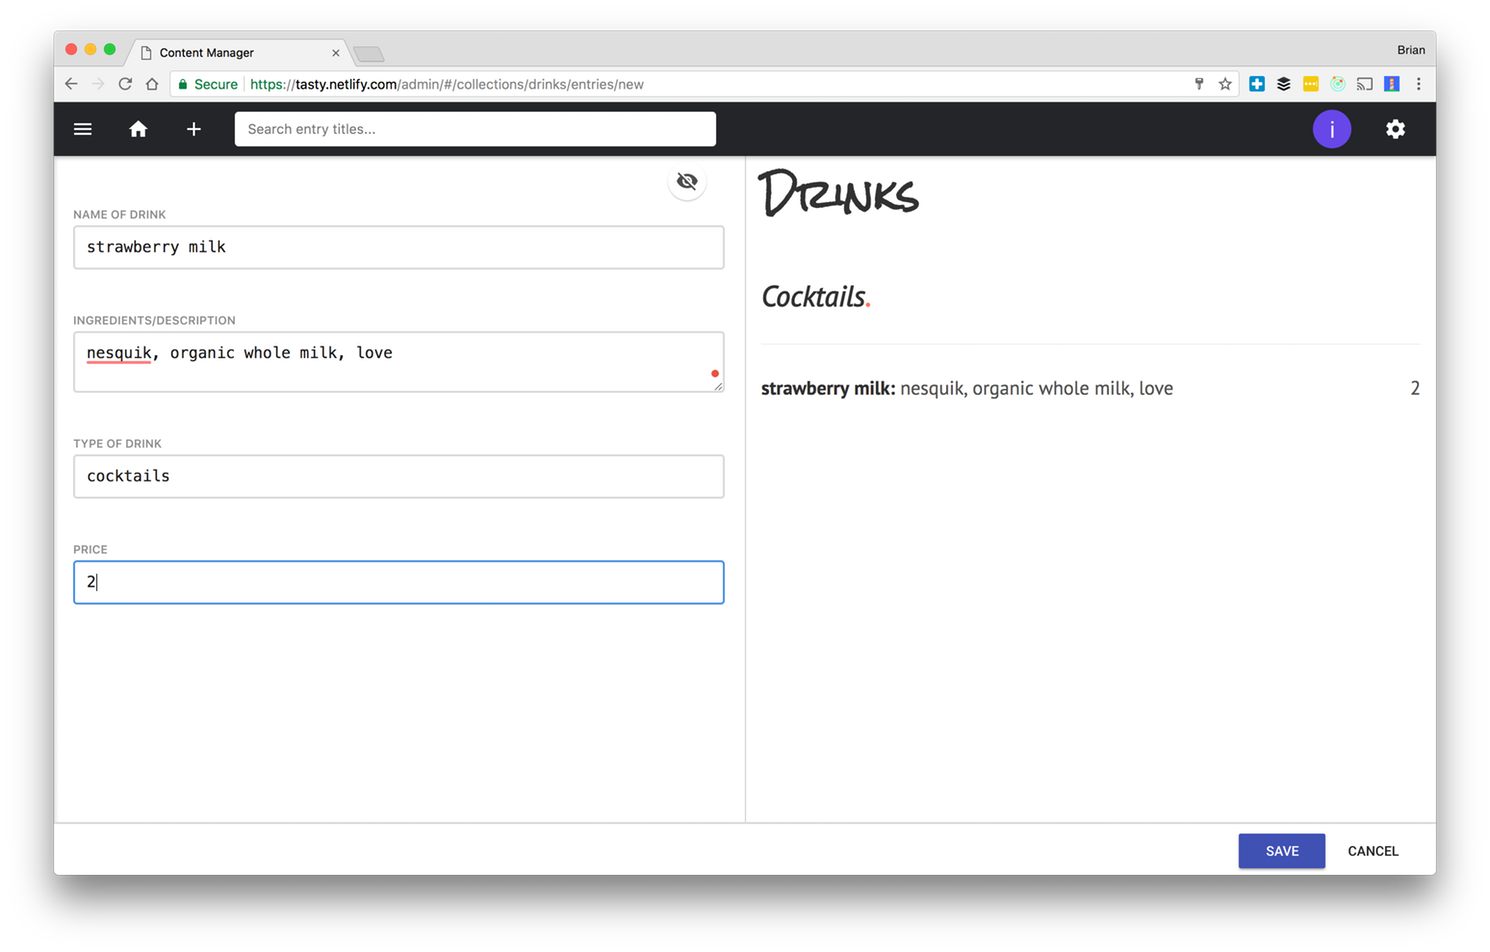 Content Manager
Brian
Secure https://tasty.netlify.com/admin/#/collections/drinks/entries/new
Search entry titles...
i
NAME OF DRINK
strawberry milk
INGREDIENTS/DESCRIPTION
nesquik, organic whole milk, love
TYPE OF DRINK
cocktails
PRICE
2
DRINKS
Cocktails.
strawberry milk: nesquik, organic whole milk, love 2
SAVE CANCEL